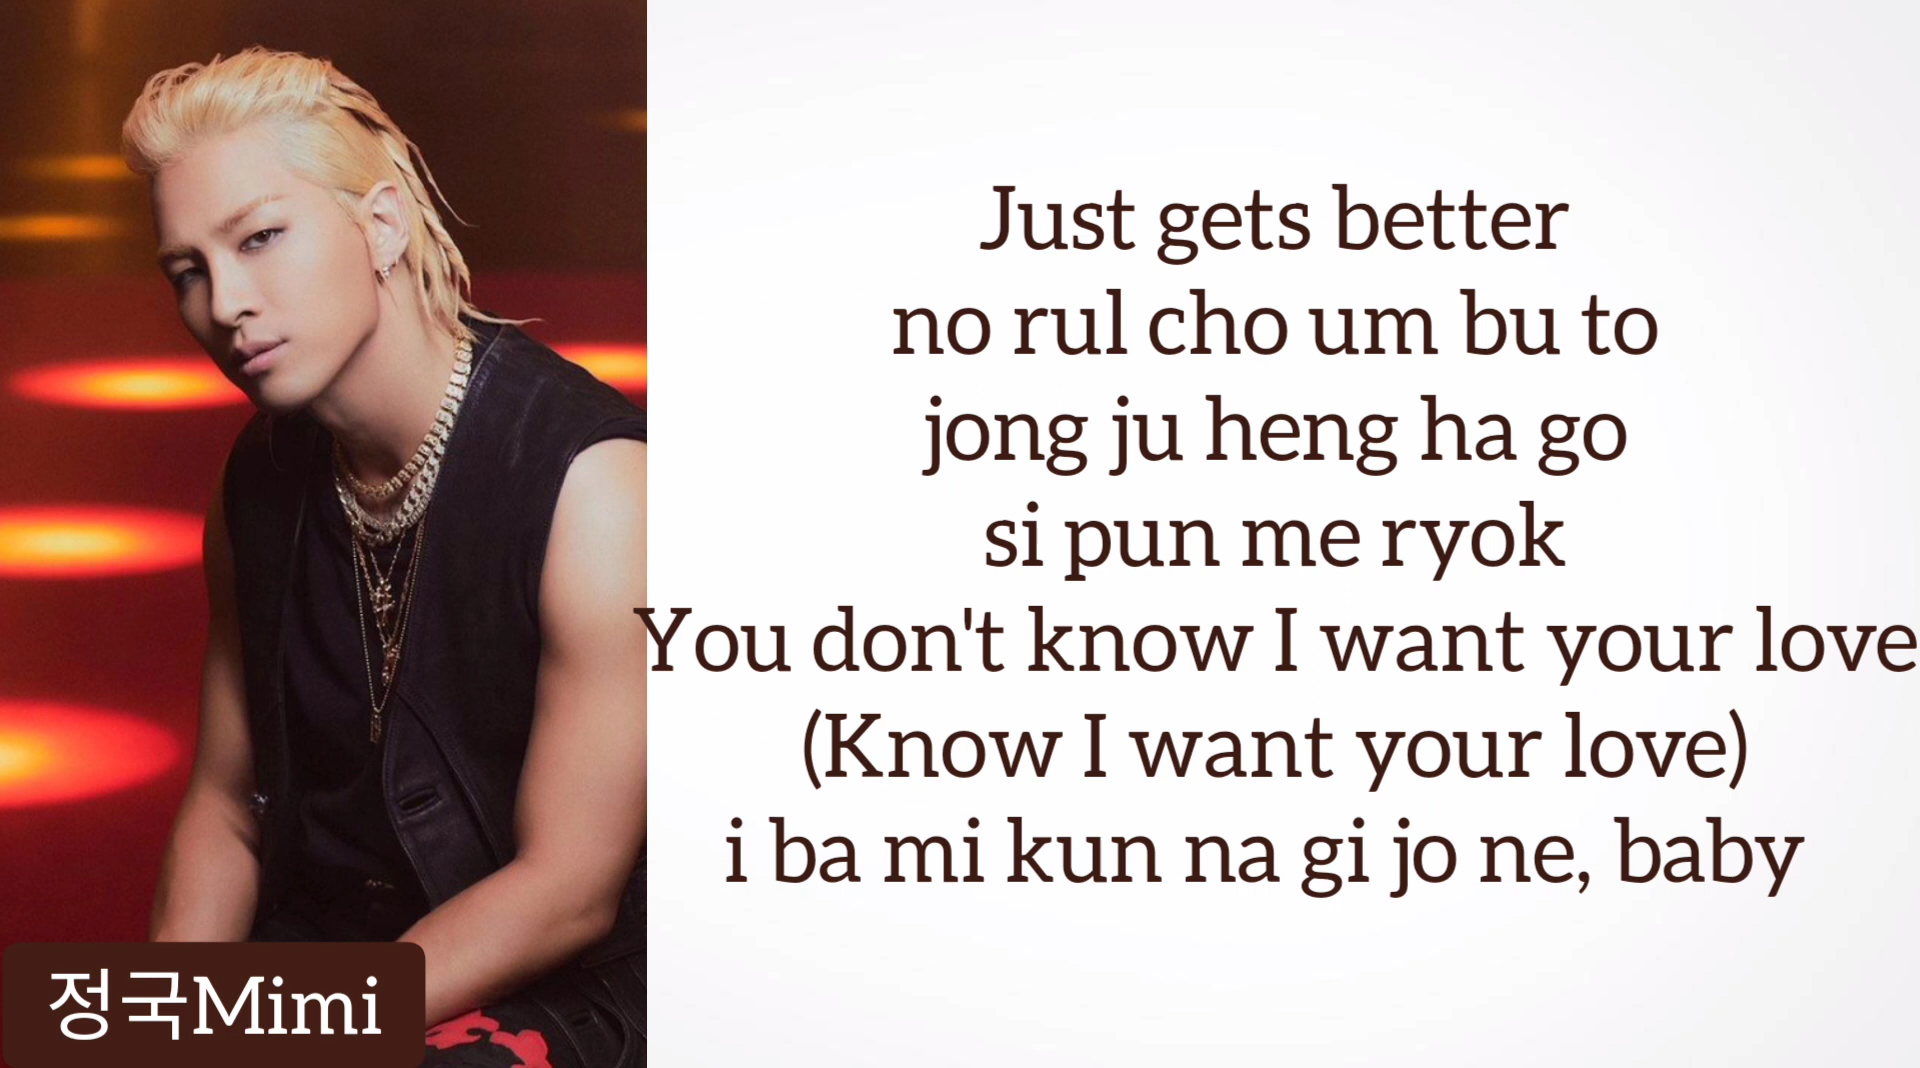 Just gets better
no rul cho um bu to
jong ju heng ha go
si pun me ryok
You don't know I want your love
(Know I want your love)
i ba mi kun na gi jo ne, baby
정국Mimi